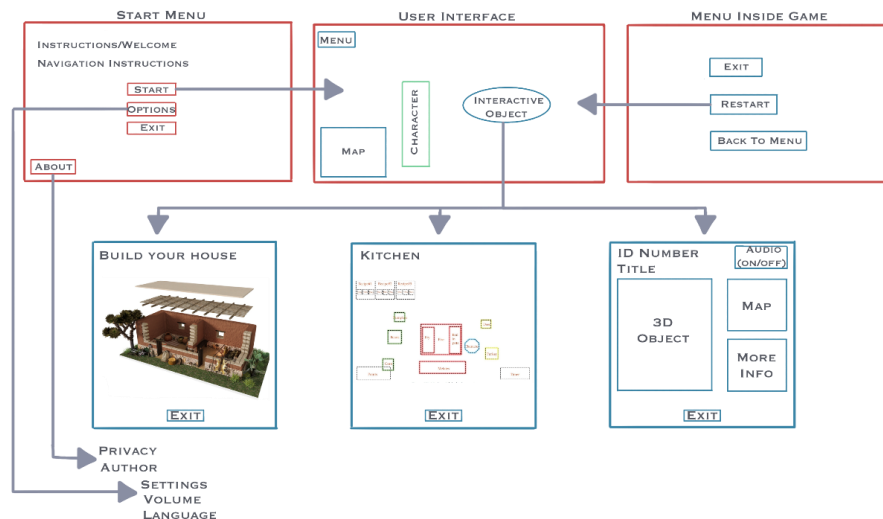 START MENU
USER INTERFACE
MENU INSIDE GAME
INSTRUCTIONS/WELCOME
NAVIGATION INSTRUCTIONS
START
OPTIONS
EXIT
ABOUT
MENU
MAP
CHARACTER
INTERACTIVE
OBJECT
EXIT
RESTART
BACK TO MENU
BUILD YOUR HOUSE
EXIT
KITCHEN
EXIT
ID NUMBER
TITLE
AUDIO
(ON/OFF)
3D
OBJECT
MAP
MORE
INFO
EXIT
PRIVACY
AUTHOR
SETTINGS
VOLUME
LANGUAGE